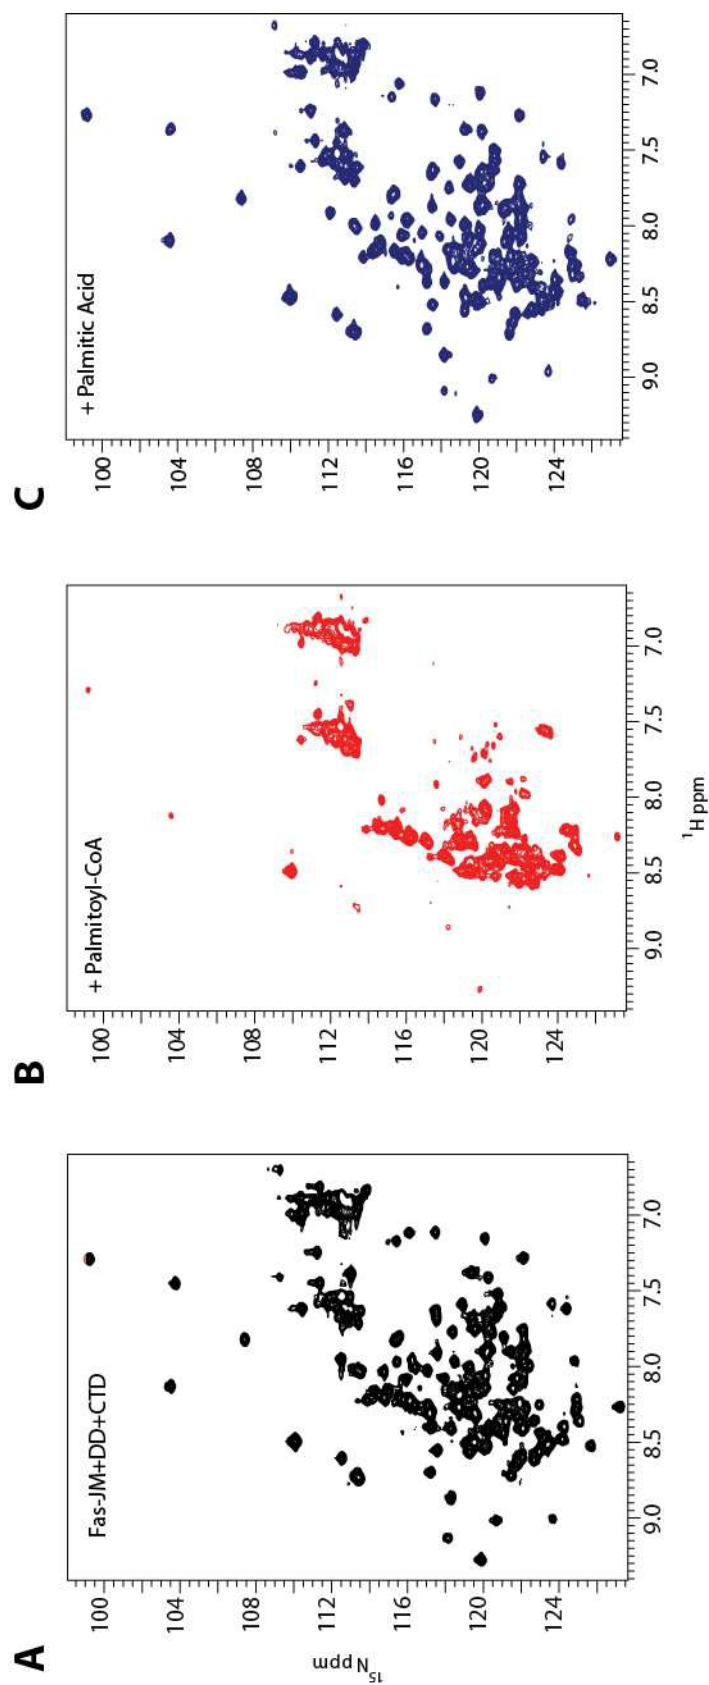 A
Fas-JM+DD+CTD
100
104
108
112
116
120
124
¹⁵N ppm
9.0 8.5 8.0 7.5 7.0
B
+ Palmitoyl-CoA
100
104
108
112
116
120
124
9.0 8.5 8.0 7.5 7.0
¹H ppm
C
+ Palmitic Acid
100
104
108
112
116
120
124
9.0 8.5 8.0 7.5 7.0